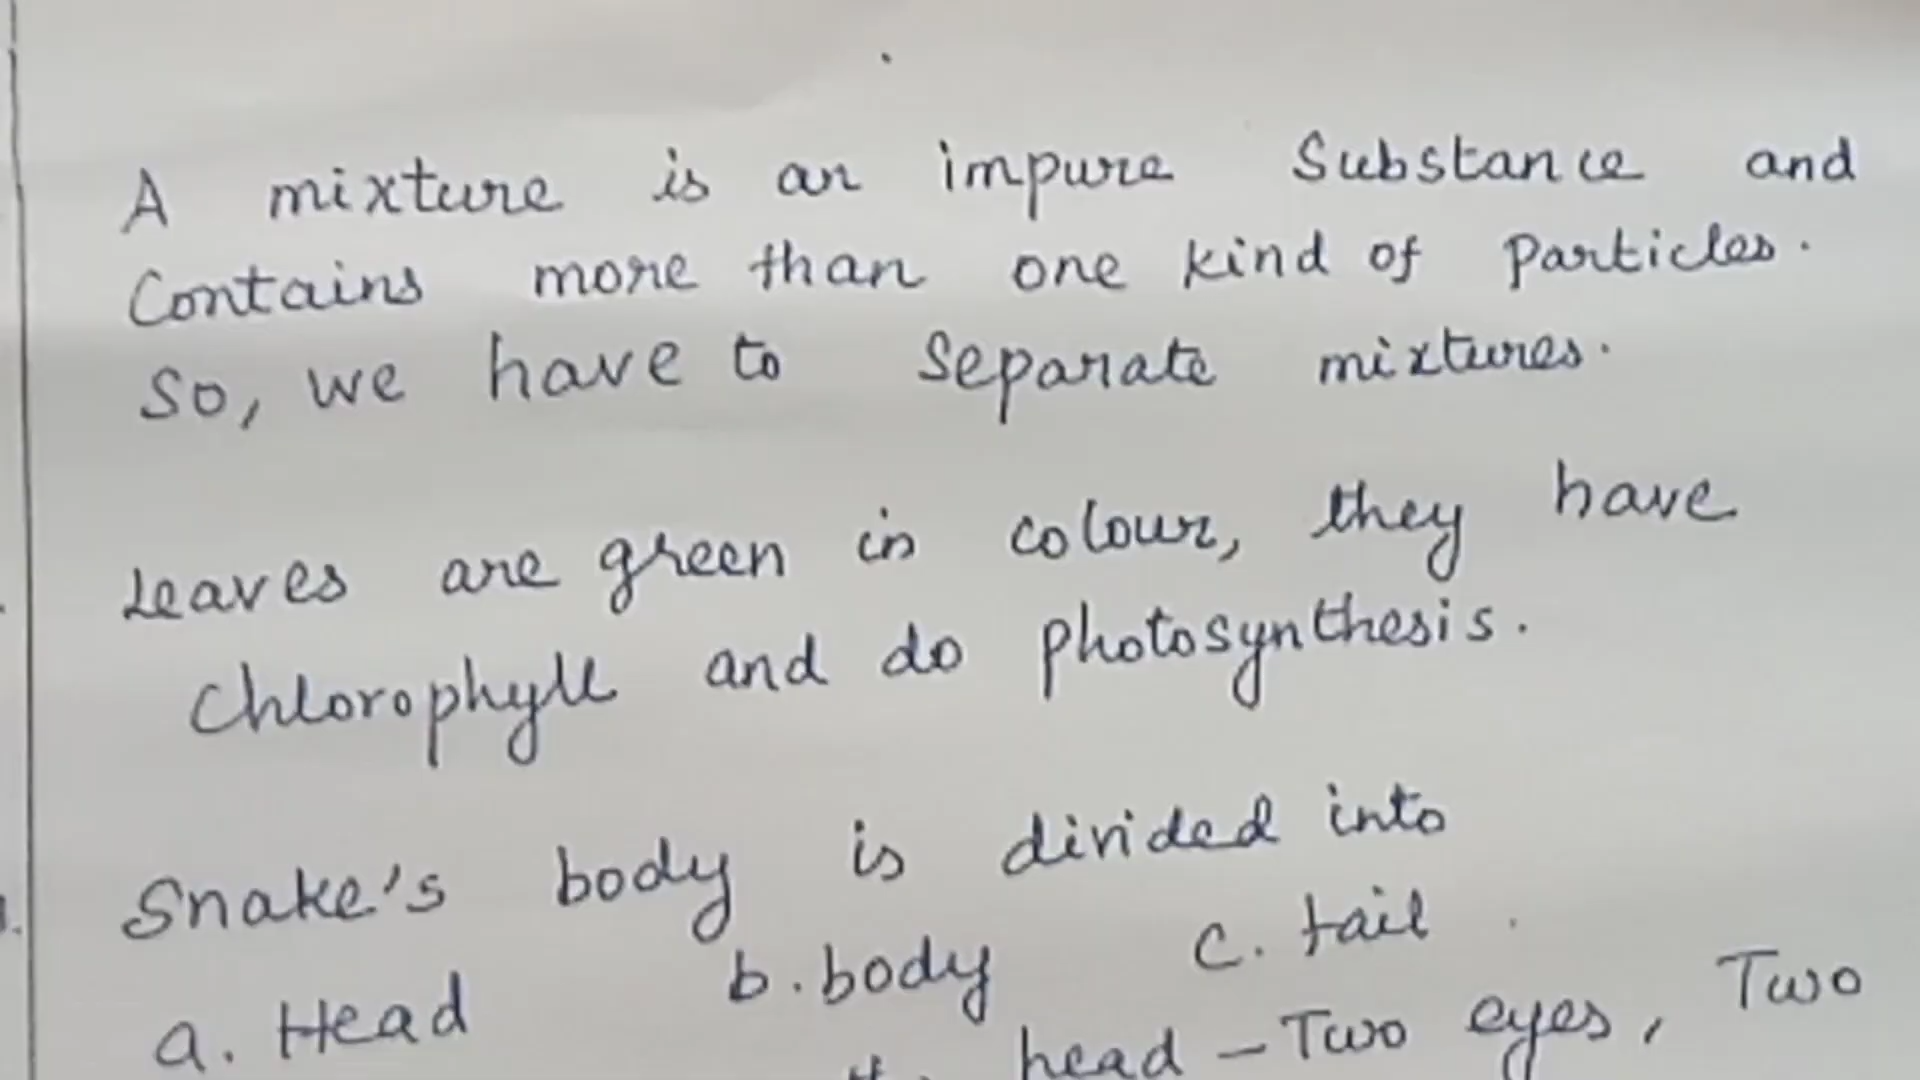 A mixture is an impure Substance and
Contains more than one kind of Particles.
So, we have to Separate mixtures.
Leaves are green in colour, they have
Chlorophyll and do photosynthesis.
Snake's body is divided into
a. Head b. body c. tail
head - Two eyes, Two